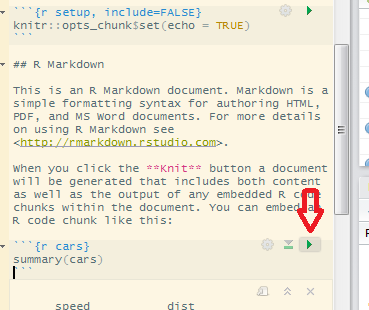 ```{r setup, include=FALSE}
knitr::opts_chunk$set(echo = TRUE)
```
## R Markdown
This is an R Markdown document. Markdown is a
simple formatting syntax for authoring HTML,
PDF, and MS Word documents. For more details
on using R Markdown see
<http://rmarkdown.rstudio.com>.
When you click the **Knit** button a document
will be generated that includes both content
as well as the output of any embedded R code
chunks within the document. You can embed an
R code chunk like this:
```{r cars}
summary(cars)
```
speed dist